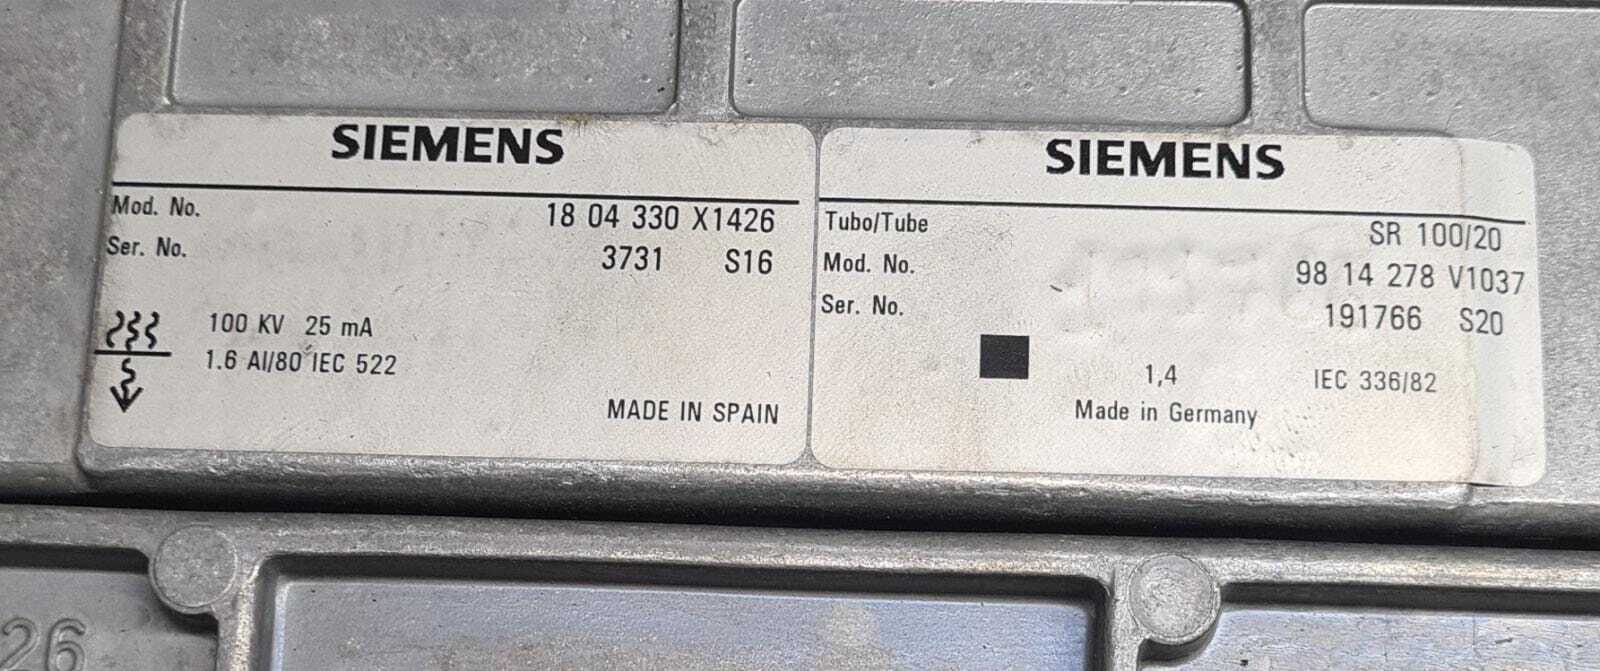 SIEMENS
Mod. No. 18 04 330 X1426
Ser. No. 3731 S16
100 KV 25 mA
1.6 Al/80 IEC 522
MADE IN SPAIN
SIEMENS
Tubo/Tube SR 100/20
Mod. No. 98 14 278 V1037
Ser. No. 191766 S20
1,4 IEC 336/82
Made in Germany
26